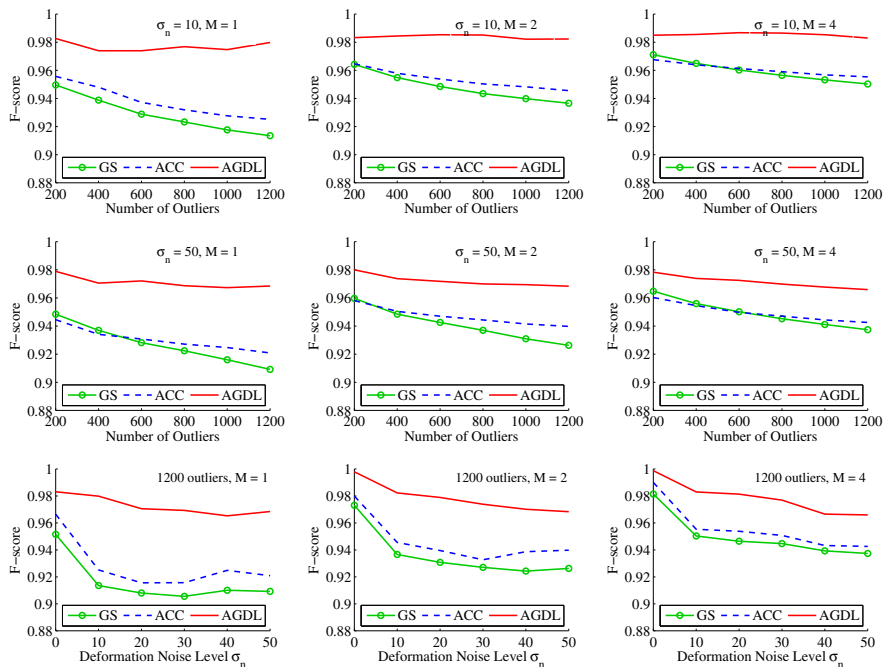 σn = 10, M = 1
F−score
1
0.98
0.96
0.94
0.92
0.9
0.88
GS ACC AGDL
200 400 600 800 1000 1200
Number of Outliers
σn = 10, M = 2
F−score
1
0.98
0.96
0.94
0.92
0.9
0.88
GS ACC AGDL
200 400 600 800 1000 1200
Number of Outliers
σn = 10, M = 4
F−score
1
0.98
0.96
0.94
0.92
0.9
0.88
GS ACC AGDL
200 400 600 800 1000 1200
Number of Outliers
σn = 50, M = 1
F−score
1
0.98
0.96
0.94
0.92
0.9
0.88
GS ACC AGDL
200 400 600 800 1000 1200
Number of Outliers
σn = 50, M = 2
F−score
1
0.98
0.96
0.94
0.92
0.9
0.88
GS ACC AGDL
200 400 600 800 1000 1200
Number of Outliers
σn = 50, M = 4
F−score
1
0.98
0.96
0.94
0.92
0.9
0.88
GS ACC AGDL
200 400 600 800 1000 1200
Number of Outliers
1200 outliers, M = 1
F−score
1
0.98
0.96
0.94
0.92
0.9
0.88
GS ACC AGDL
0 10 20 30 40 50
Deformation Noise Level σn
1200 outliers, M = 2
F−score
1
0.98
0.96
0.94
0.92
0.9
0.88
GS ACC AGDL
0 10 20 30 40 50
Deformation Noise Level σn
1200 outliers, M = 4
F−score
1
0.98
0.96
0.94
0.92
0.9
0.88
GS ACC AGDL
0 10 20 30 40 50
Deformation Noise Level σn